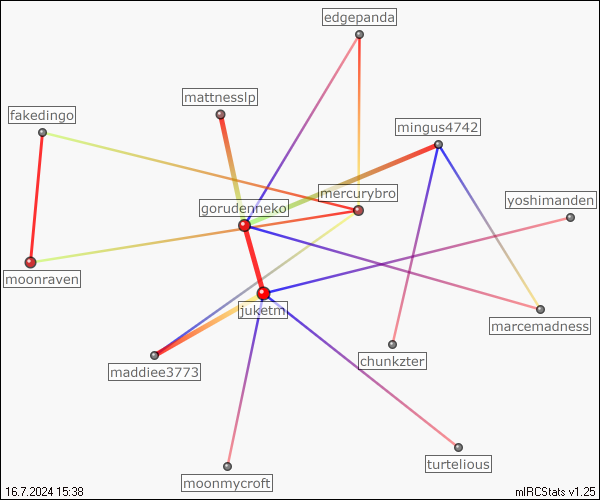 edgepanda
mattnesslp
fakedingo
mingus4742
mercurybro
yoshimanden
gorudenneko
moonraven
juketm
marcemadness
chunkzter
maddiee3773
turtelious
moonmycroft
16.7.2024 15:38
mIRCStats v1.25